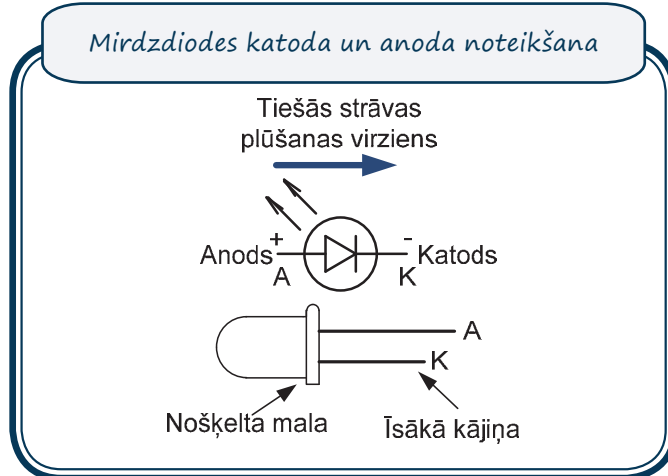 Mirdzdiodes katoda un anoda noteikšana
Tiešās strāvas
plūšanas virziens
Anods + - Katods
A K
A
K
Nošķelta mala Īsākā kājiņa